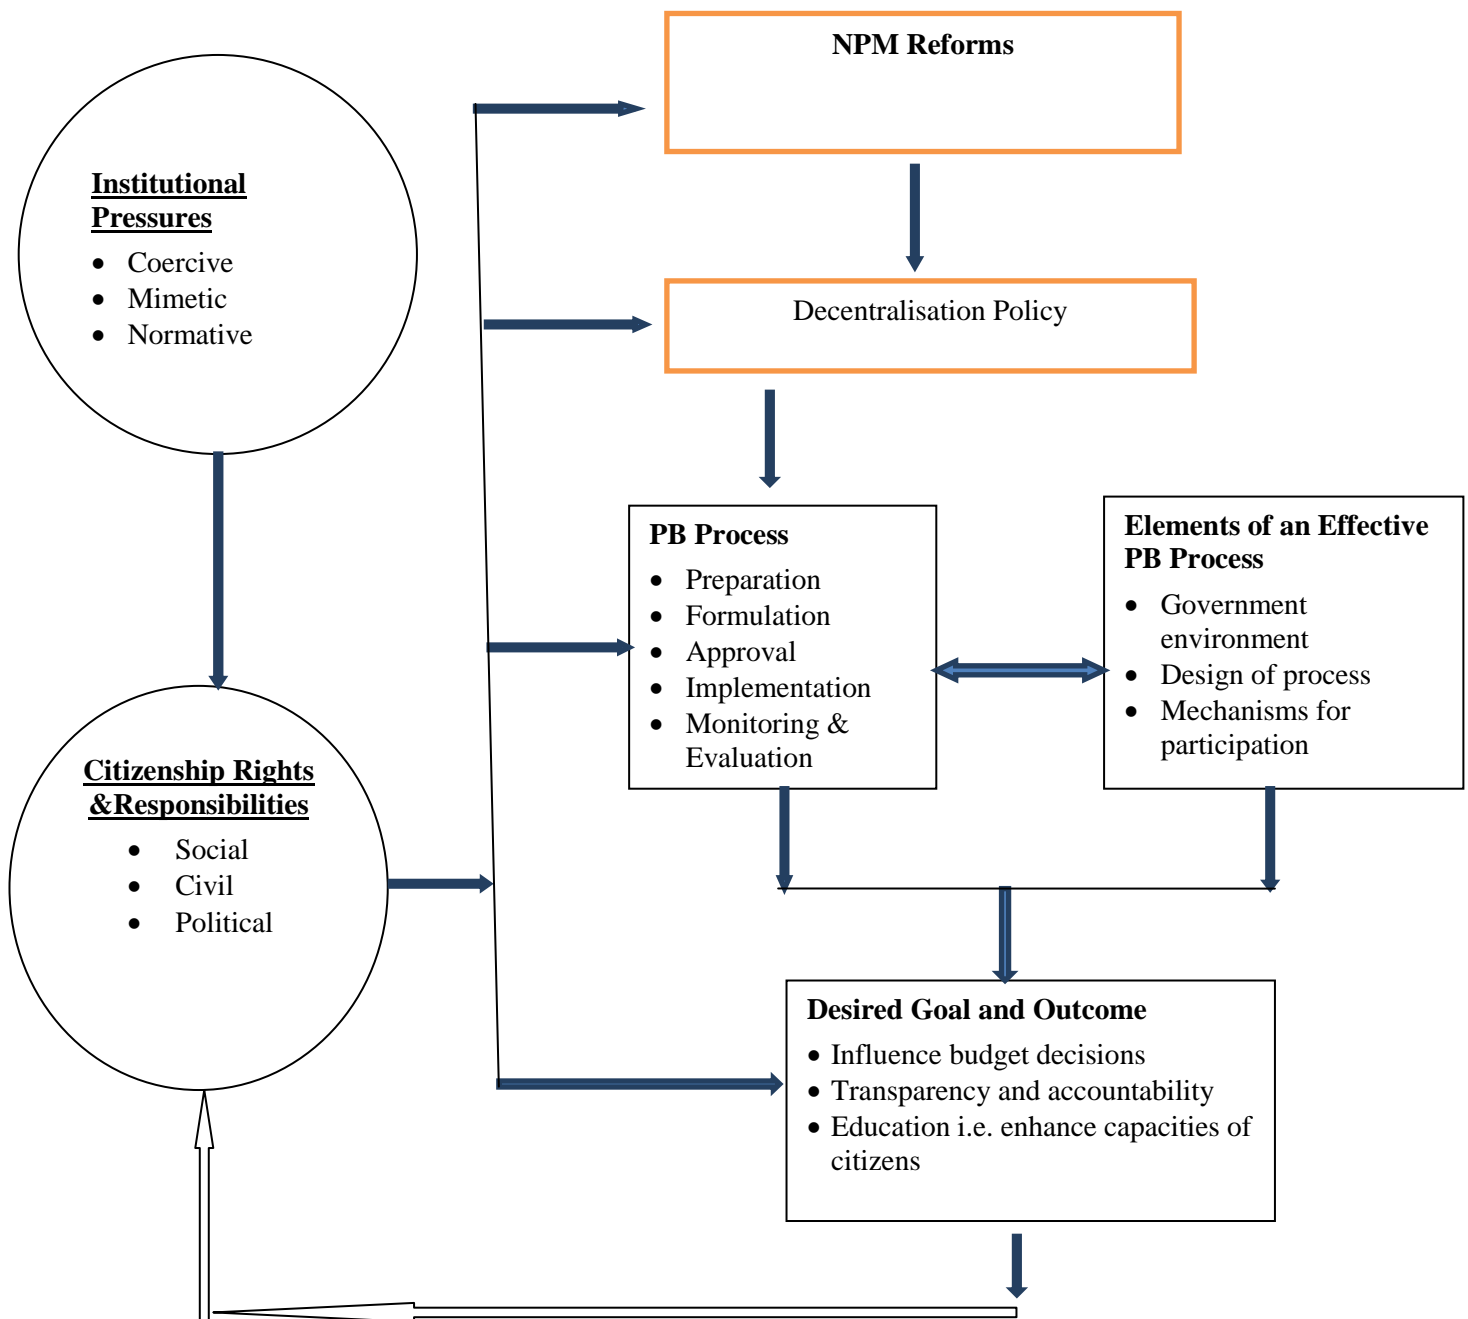 NPM Reforms
Institutional
Pressures
• Coercive
• Mimetic
• Normative
Decentralisation Policy
PB Process
• Preparation
• Formulation
• Approval
• Implementation
• Monitoring &
Evaluation
Elements of an Effective
PB Process
• Government
environment
• Design of process
• Mechanisms for
participation
Citizenship Rights
&Responsibilities
• Social
• Civil
• Political
Desired Goal and Outcome
• Influence budget decisions
• Transparency and accountability
• Education i.e. enhance capacities of
citizens